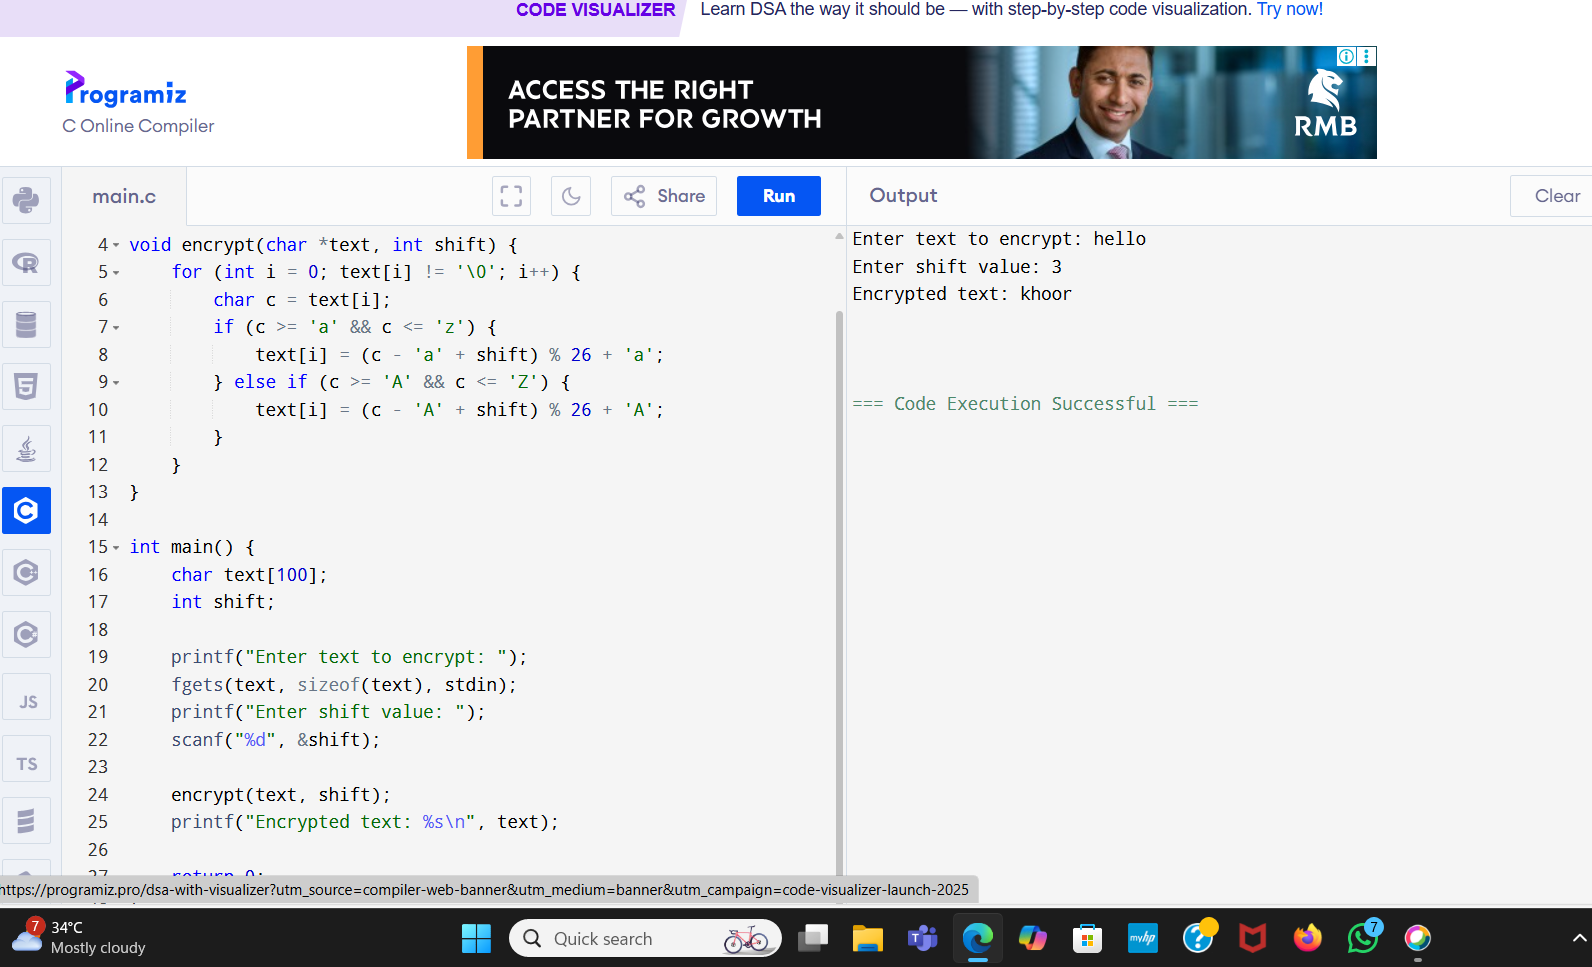 CODE VISUALIZER
Learn DSA the way it should be — with step-by-step code visualization. Try now!
Programiz
C Online Compiler
ACCESS THE RIGHT
PARTNER FOR GROWTH
RMB
main.c
Share
Run
Output
Clear
4 void encrypt(char *text, int shift) {
5     for (int i = 0; text[i] != '\0'; i++) {
6         char c = text[i];
7         if (c >= 'a' && c <= 'z') {
8             text[i] = (c - 'a' + shift) % 26 + 'a';
9         } else if (c >= 'A' && c <= 'Z') {
10             text[i] = (c - 'A' + shift) % 26 + 'A';
11         }
12     }
13 }
14
15 int main() {
16     char text[100];
17     int shift;
18
19     printf("Enter text to encrypt: ");
20     fgets(text, sizeof(text), stdin);
21     printf("Enter shift value: ");
22     scanf("%d", &shift);
23
24     encrypt(text, shift);
25     printf("Encrypted text: %s\n", text);
26
27     return 0;
Enter text to encrypt: hello
Enter shift value: 3
Encrypted text: khoor
=== Code Execution Successful ===
JS
TS
https://programiz.pro/dsa-with-visualizer?utm_source=compiler-web-banner&utm_medium=banner&utm_campaign=code-visualizer-launch-2025
7
34°C
Mostly cloudy
Quick search
myhp
7